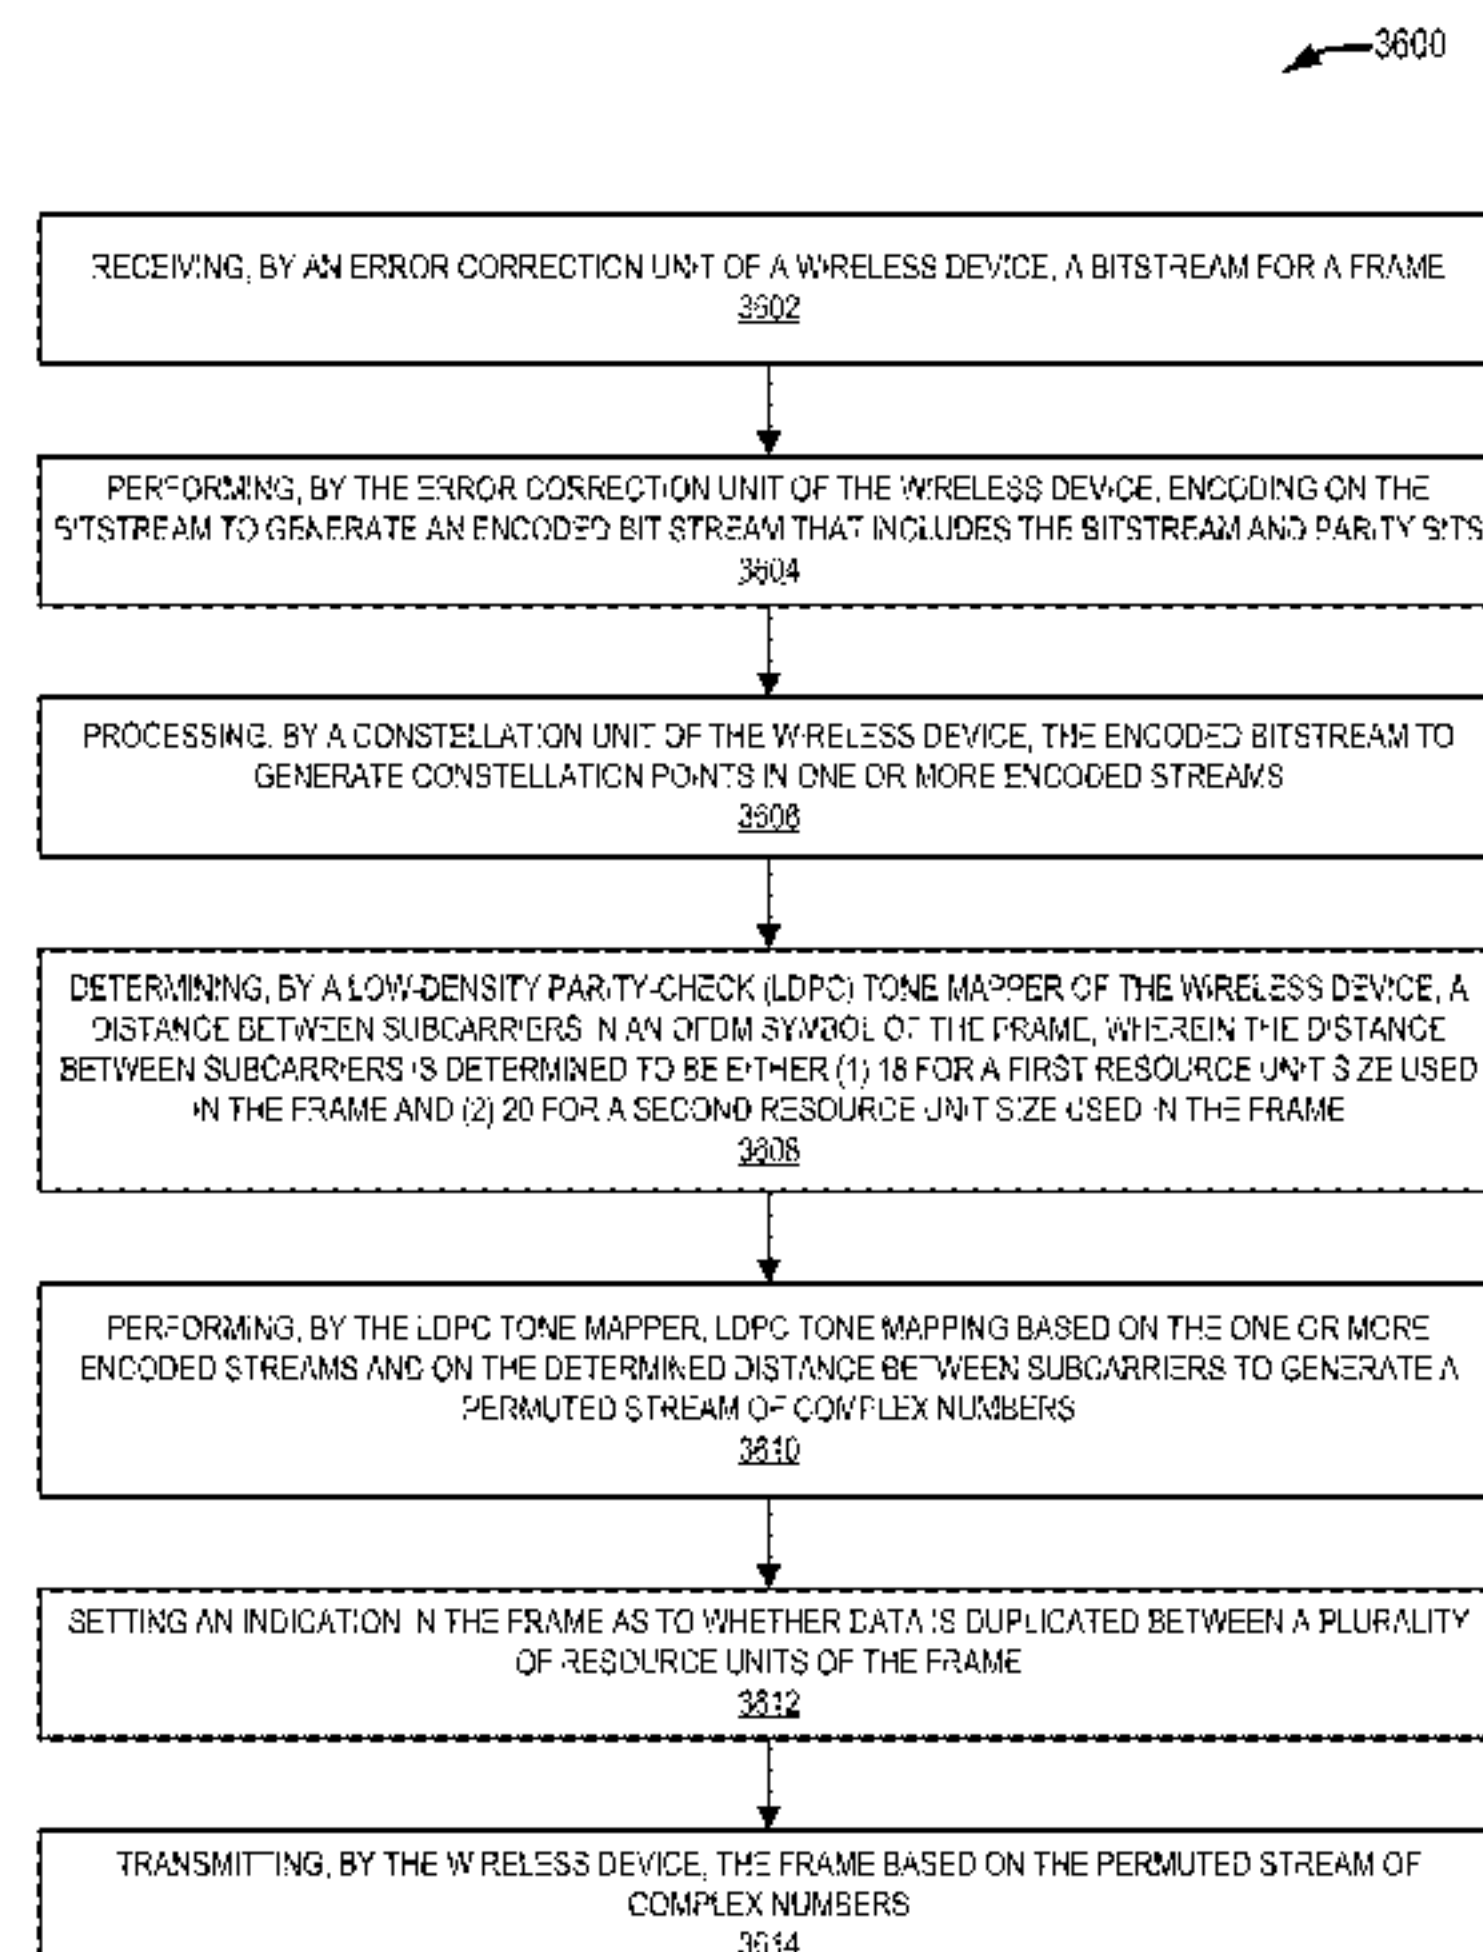 3600
RECEIVING, BY AN ERROR CORRECTION UNIT OF A WIRELESS DEVICE, A BITSTREAM FOR A FRAME
3602
PERFORMING, BY THE ERROR CORRECTION UNIT OF THE WIRELESS DEVICE, ENCODING ON THE
BITSTREAM TO GENERATE AN ENCODED BIT STREAM THAT INCLUDES THE BITSTREAM AND PARITY BITS
3604
PROCESSING, BY A CONSTELLATION UNIT OF THE WIRELESS DEVICE, THE ENCODED BITSTREAM TO
GENERATE CONSTELLATION POINTS IN ONE OR MORE ENCODED STREAMS
3606
DETERMINING, BY A LOW-DENSITY PARITY-CHECK (LDPC) TONE MAPPER OF THE WIRELESS DEVICE, A
DISTANCE BETWEEN SUBCARRIERS IN AN OFDM SYMBOL OF THE FRAME, WHEREIN THE DISTANCE
BETWEEN SUBCARRIERS IS DETERMINED TO BE EITHER (1) 18 FOR A FIRST RESOURCE UNIT SIZE USED
IN THE FRAME AND (2) 20 FOR A SECOND RESOURCE UNIT SIZE USED IN THE FRAME
3608
PERFORMING, BY THE LDPC TONE MAPPER, LDPC TONE MAPPING BASED ON THE ONE OR MORE
ENCODED STREAMS AND ON THE DETERMINED DISTANCE BETWEEN SUBCARRIERS TO GENERATE A
PERMUTED STREAM OF COMPLEX NUMBERS
3610
SETTING AN INDICATION IN THE FRAME AS TO WHETHER DATA IS DUPLICATED BETWEEN A PLURALITY
OF RESOURCE UNITS OF THE FRAME
3612
TRANSMITTING, BY THE WIRELESS DEVICE, THE FRAME BASED ON THE PERMUTED STREAM OF
COMPLEX NUMBERS
3614